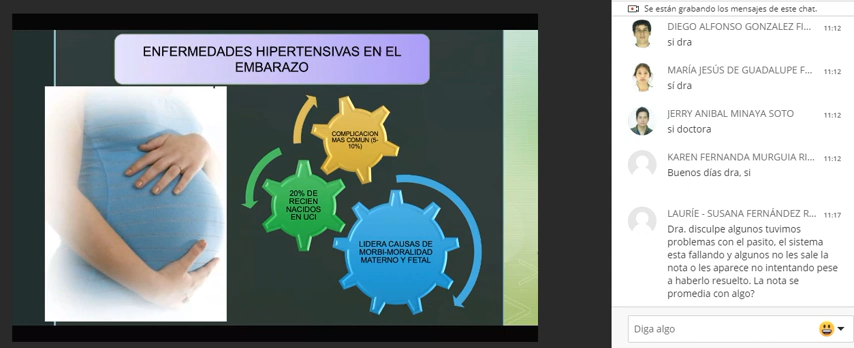 ENFERMEDADES HIPERTENSIVAS EN EL
EMBARAZO
COMPLICACION
MAS COMUN (5-
10%)
20% DE
RECIEN
NACIDOS
EN UCI
LIDERA CAUSAS DE
MORBI-MORALIDAD
MATERNO Y FETAL
Se están grabando los mensajes de este chat.
DIEGO ALFONSO GONZALEZ FI... 11:12
si dra
MARÍA JESÚS DE GUADALUPE F... 11:12
sí dra
JERRY ANIBAL MINAYA SOTO 11:12
si doctora
KAREN FERNANDA MURGUIA RI... 11:12
Buenos días dra, si
LAURÍE - SUSANA FERNÁNDEZ R... 11:17
Dra. disculpe algunos tuvimos
problemas con el pasito, el sistema
esta fallando y algunos no les sale la
nota o les aparece no intentando pese
a haberlo resuelto. La nota se
promedia con algo?
Diga algo